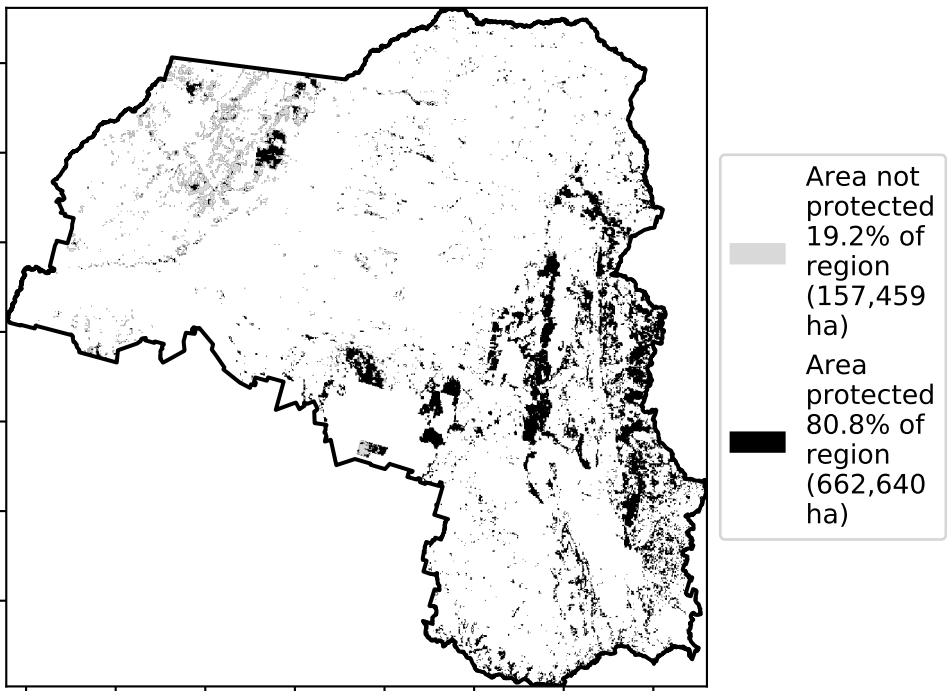 Area not
protected
19.2% of
region
(157,459
ha)
Area
protected
80.8% of
region
(662,640
ha)